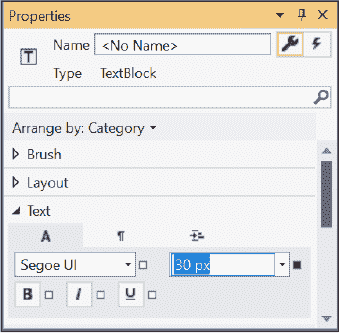 Properties
Name <No Name>
Type TextBlock
Arrange by: Category
Brush
Layout
Text
A ¶
Segoe UI 30 px
B I U